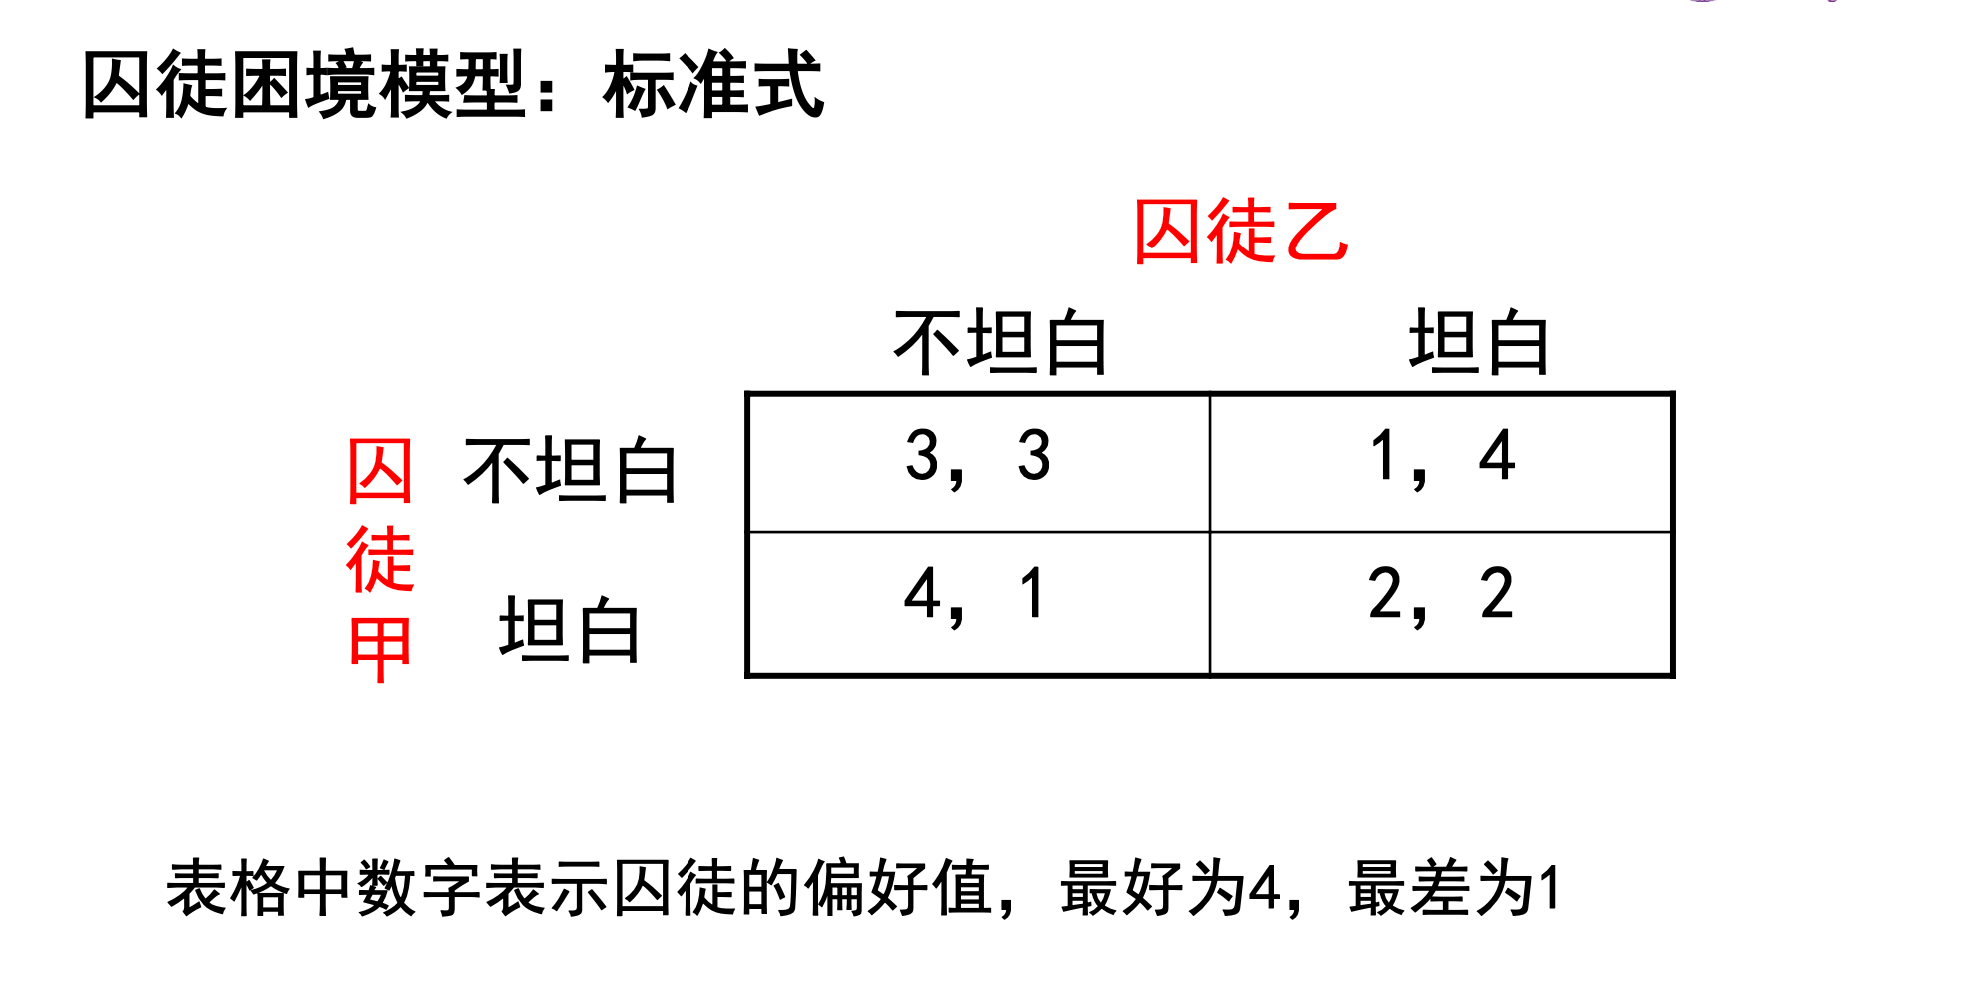 囚徒困境模型：标准式
囚徒乙
不坦白 坦白
囚徒甲
不坦白 3，3 1，4
坦白 4，1 2，2
表格中数字表示囚徒的偏好值，最好为4，最差为1